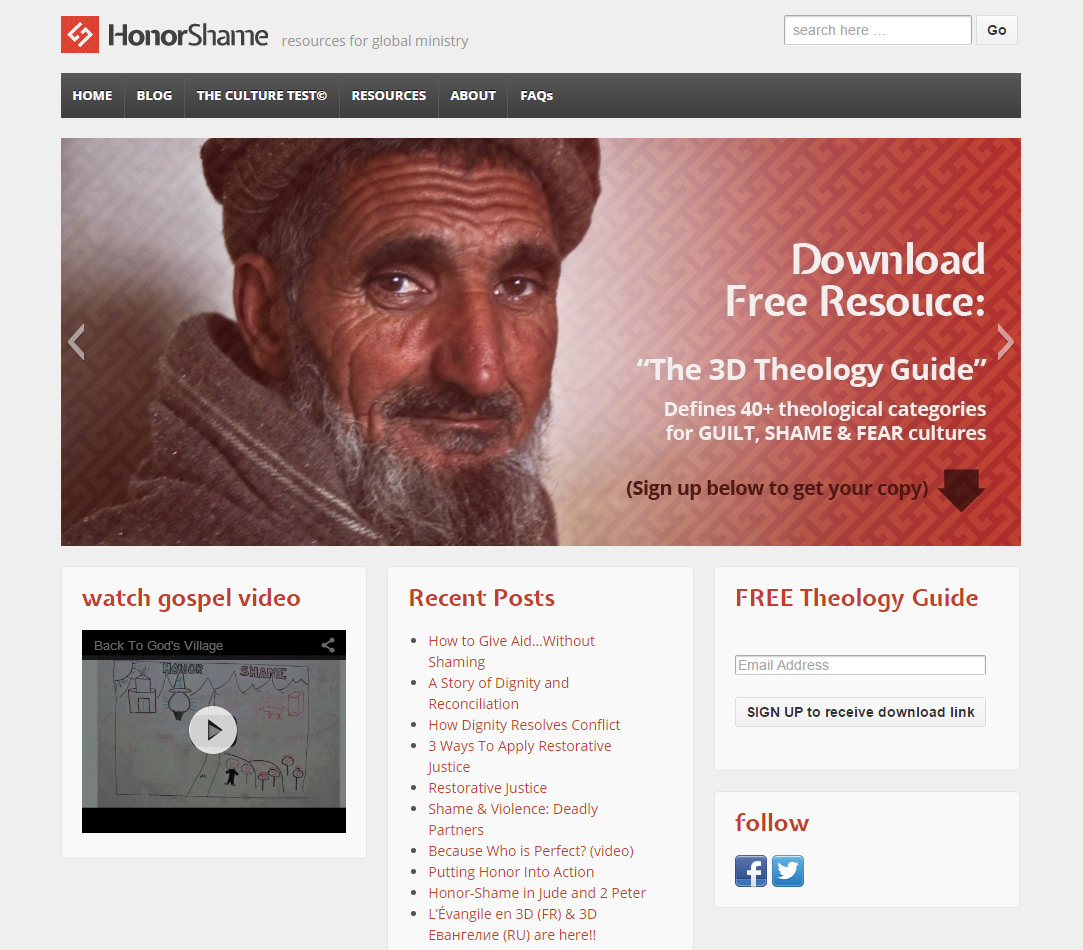 HonorShame resources for global ministry
search here ...
Go
HOME BLOG THE CULTURE TEST© RESOURCES ABOUT FAQs
Download
Free Resouce:
“The 3D Theology Guide”
Defines 40+ theological categories
for GUILT, SHAME & FEAR cultures
(Sign up below to get your copy)
watch gospel video
Back To God's Village
HONOR SHAME
Recent Posts
How to Give Aid…Without
Shaming
A Story of Dignity and
Reconciliation
How Dignity Resolves Conflict
3 Ways To Apply Restorative
Justice
Restorative Justice
Shame & Violence: Deadly
Partners
Because Who is Perfect? (video)
Putting Honor Into Action
Honor-Shame in Jude and 2 Peter
L’Évangile en 3D (FR) & 3D
Евангелие (RU) are here!!
FREE Theology Guide
Email Address
SIGN UP to receive download link
follow